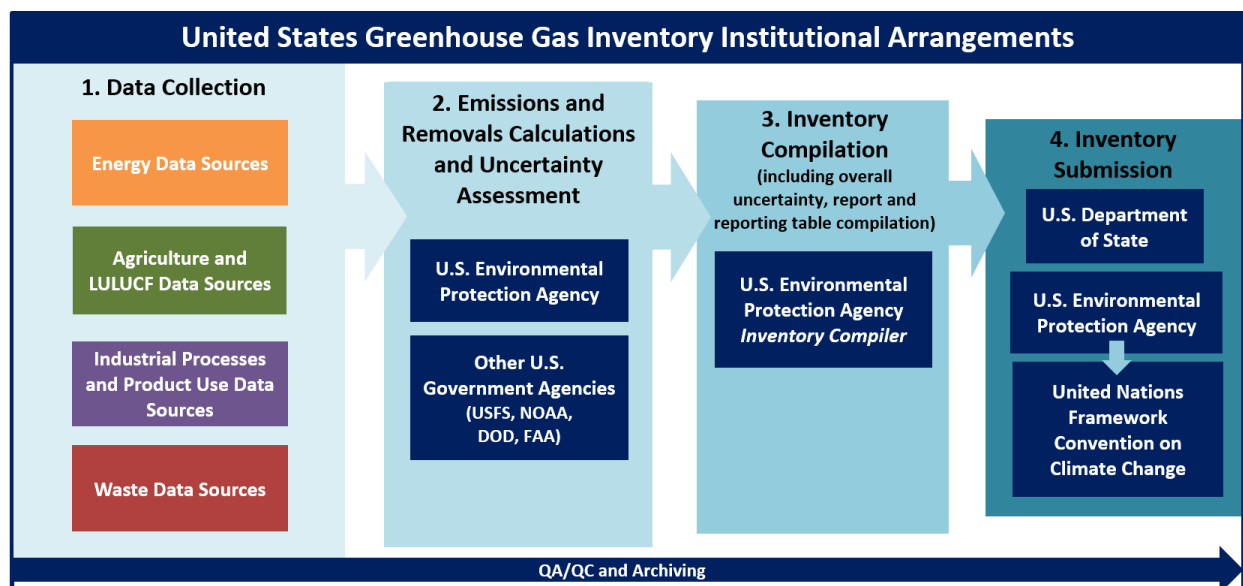 United States Greenhouse Gas Inventory Institutional Arrangements
1. Data Collection
Energy Data Sources
Agriculture and
LULUCF Data Sources
Industrial Processes
and Product Use Data
Sources
Waste Data Sources
2. Emissions and
Removals Calculations
and Uncertainty
Assessment
U.S. Environmental
Protection Agency
Other U.S.
Government Agencies
(USFS, NOAA,
DOD, FAA)
3. Inventory
Compilation
(including overall
uncertainty, report and
reporting table compilation)
U.S. Environmental
Protection Agency
Inventory Compiler
4. Inventory
Submission
U.S. Department
of State
U.S. Environmental
Protection Agency
United Nations
Framework
Convention on
Climate Change
QA/QC and Archiving